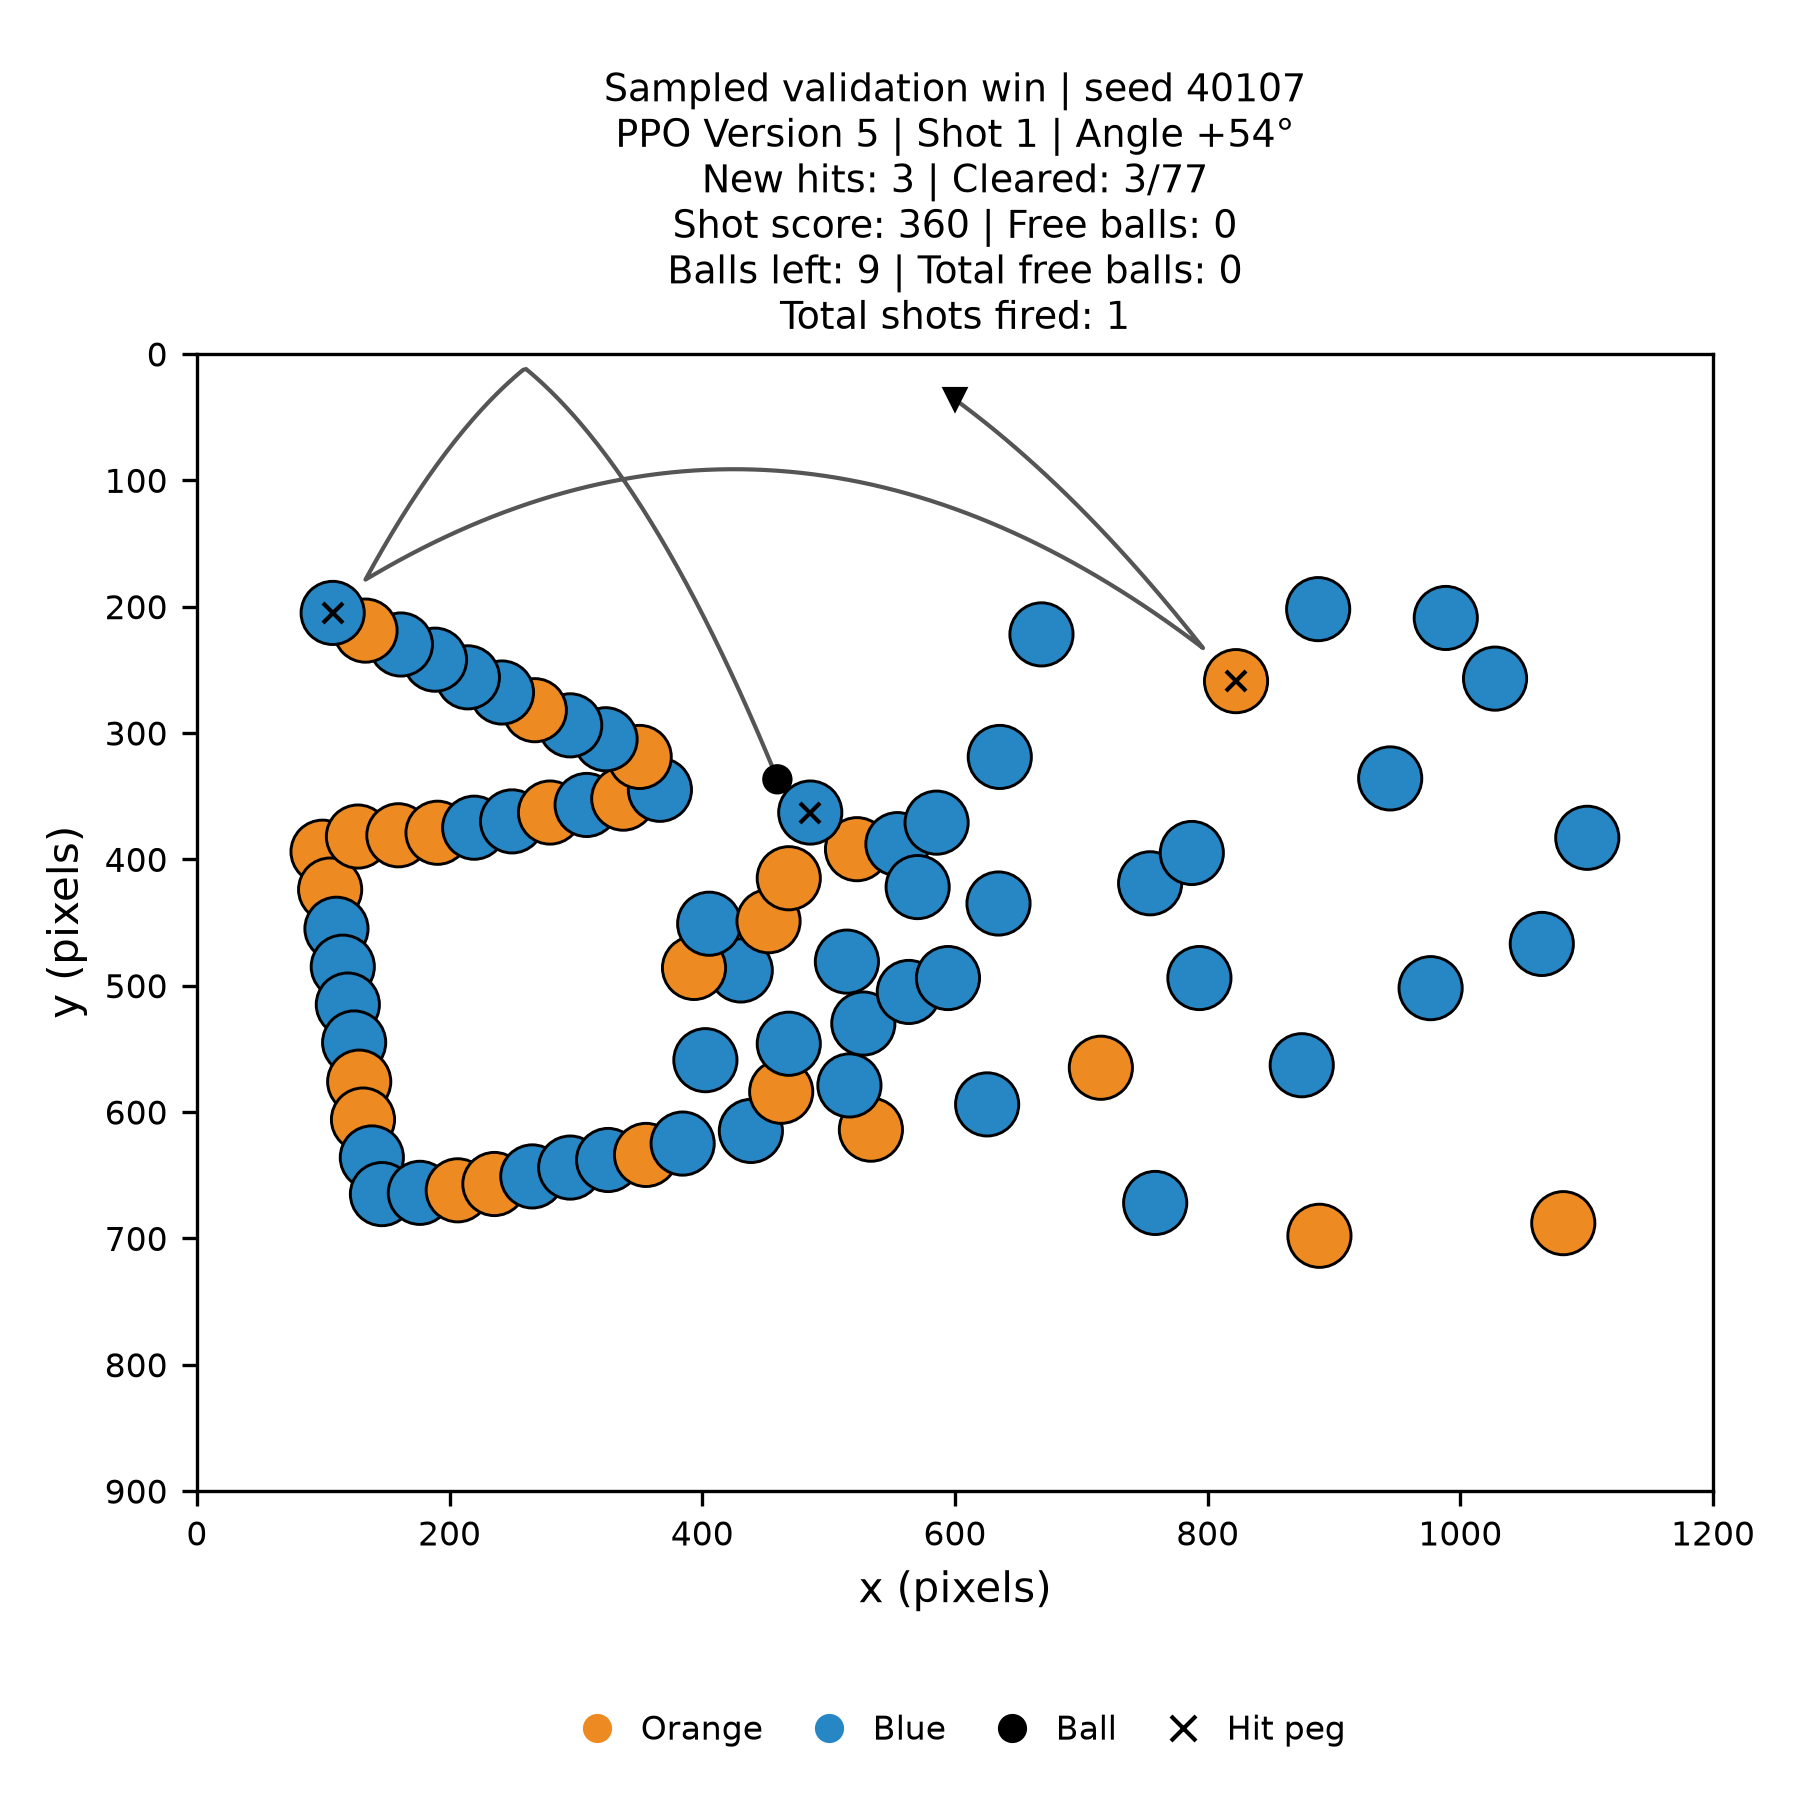 Sampled validation win | seed 40107
PPO Version 5 | Shot 1 | Angle +54°
New hits: 3 | Cleared: 3/77
Shot score: 360 | Free balls: 0
Balls left: 9 | Total free balls: 0
Total shots fired: 1
0
100
200
300
400
500
600
700
800
900
y (pixels)
0 200 400 600 800 1000 1200
x (pixels)
Orange Blue Ball Hit peg